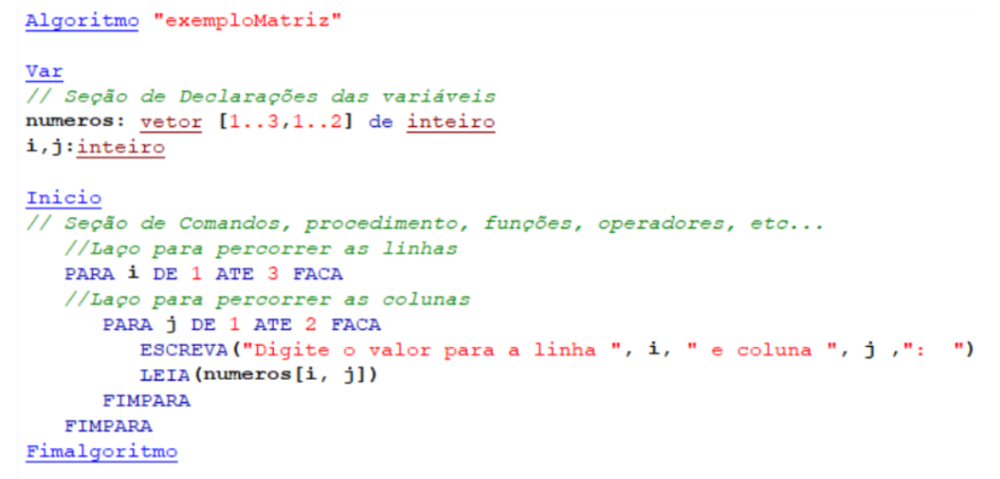 Algoritmo "exemploMatriz"
Var
// Seção de Declarações das variáveis
numeros: vetor [1..3,1..2] de inteiro
i,j:inteiro
Inicio
// Seção de Comandos, procedimento, funções, operadores, etc...
//Laço para percorrer as linhas
PARA i DE 1 ATE 3 FACA
//Laço para percorrer as colunas
PARA j DE 1 ATE 2 FACA
ESCREVA("Digite o valor para a linha ", i, " e coluna ", j ,":  ")
LEIA(numeros[i, j])
FIMPARA
FIMPARA
Fimalgoritmo